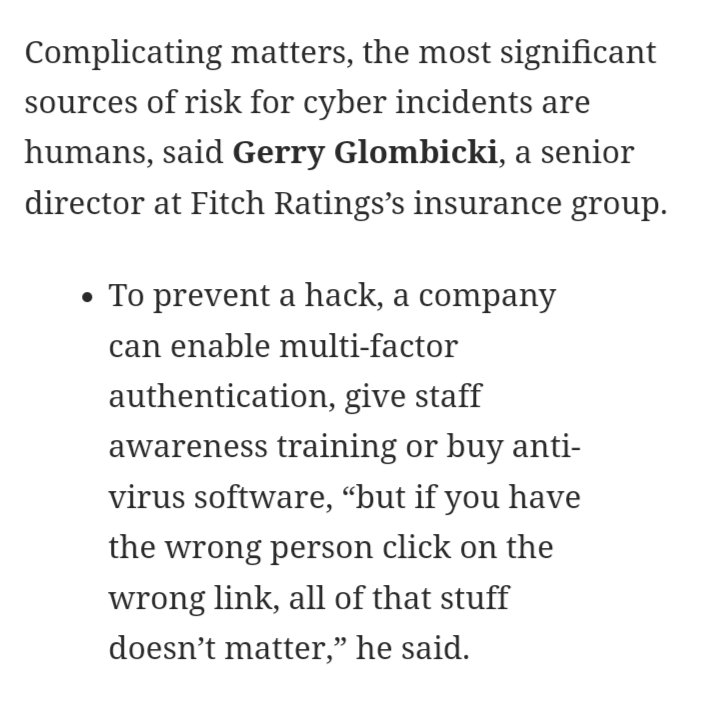 Complicating matters, the most significant
sources of risk for cyber incidents are
humans, said Gerry Glombicki, a senior
director at Fitch Ratings’s insurance group.
• To prevent a hack, a company
can enable multi-factor
authentication, give staff
awareness training or buy anti-
virus software, “but if you have
the wrong person click on the
wrong link, all of that stuff
doesn’t matter,” he said.